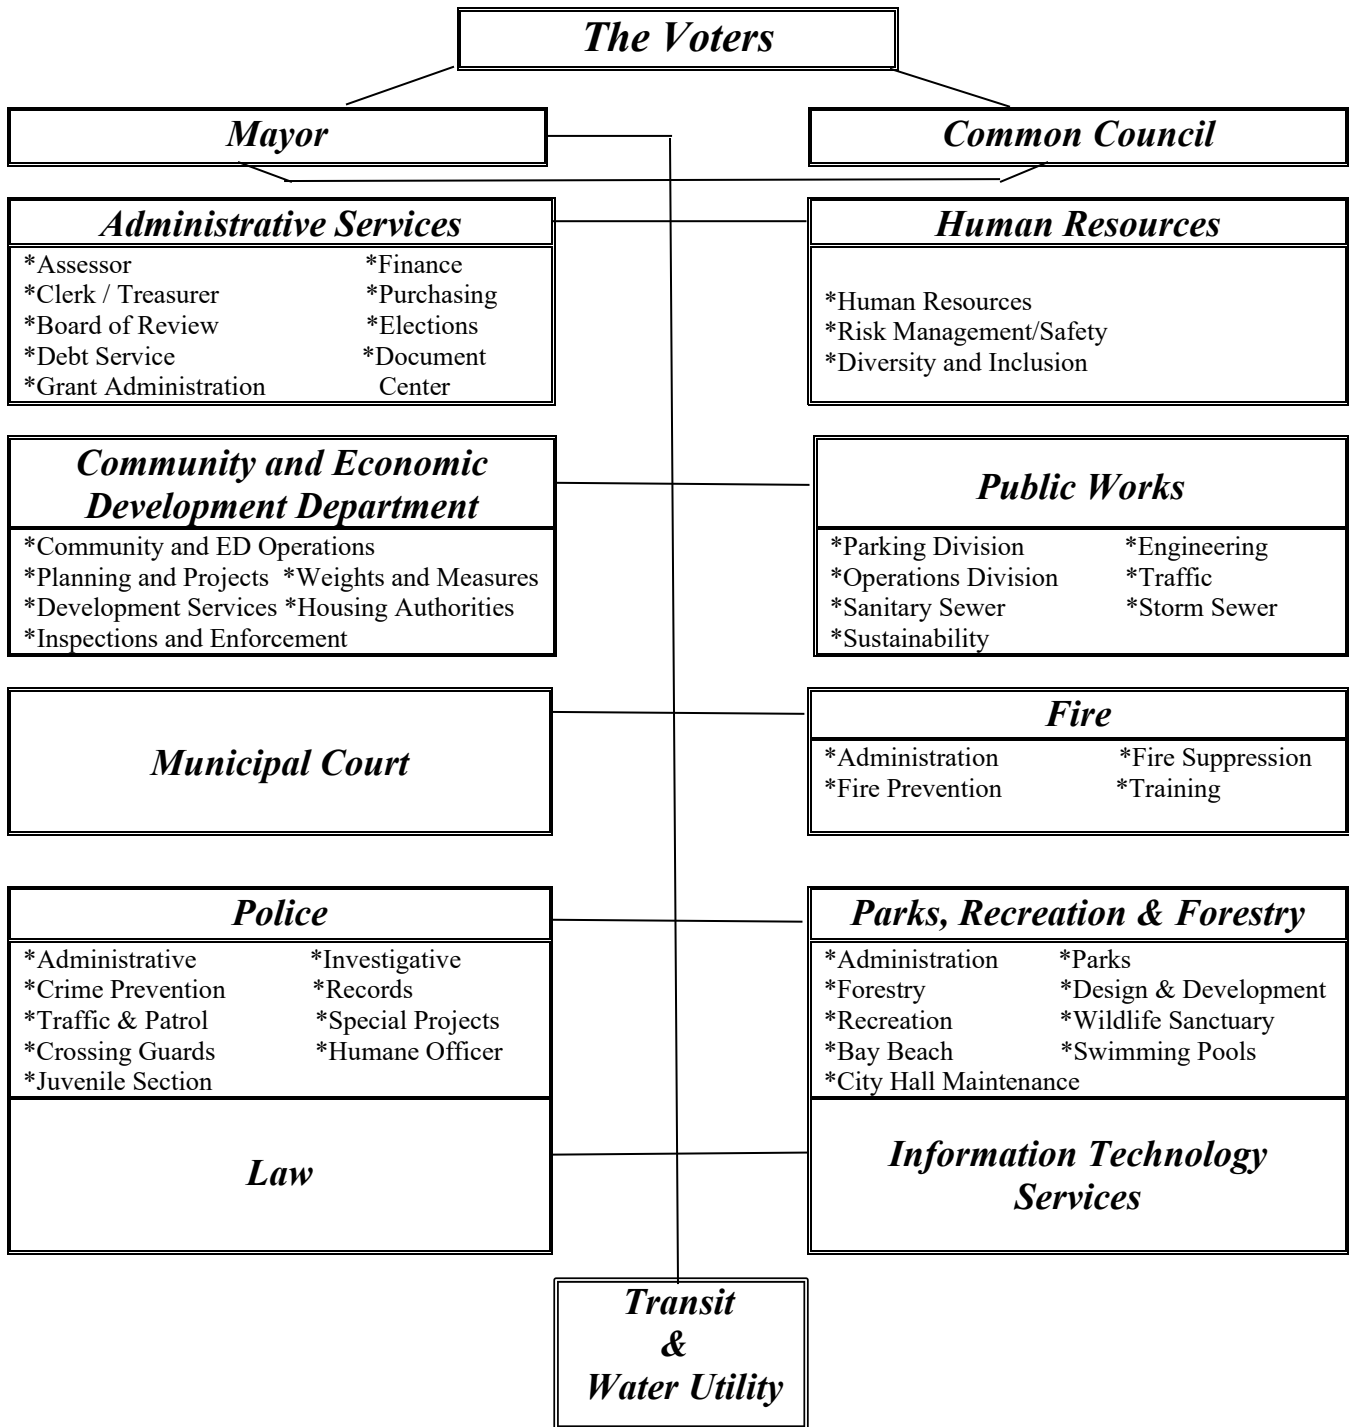 The Voters
Mayor
Common Council
Administrative Services
*Assessor *Finance
*Clerk / Treasurer *Purchasing
*Board of Review *Elections
*Debt Service *Document
*Grant Administration Center
Human Resources
*Human Resources
*Risk Management/Safety
*Diversity and Inclusion
Community and Economic
Development Department
*Community and ED Operations
*Planning and Projects *Weights and Measures
*Development Services *Housing Authorities
*Inspections and Enforcement
Public Works
*Parking Division *Engineering
*Operations Division *Traffic
*Sanitary Sewer *Storm Sewer
*Sustainability
Municipal Court
Fire
*Administration *Fire Suppression
*Fire Prevention *Training
Police
*Administrative *Investigative
*Crime Prevention *Records
*Traffic & Patrol *Special Projects
*Crossing Guards *Humane Officer
*Juvenile Section
Parks, Recreation & Forestry
*Administration *Parks
*Forestry *Design & Development
*Recreation *Wildlife Sanctuary
*Bay Beach *Swimming Pools
*City Hall Maintenance
Law
Information Technology
Services
Transit
&
Water Utility